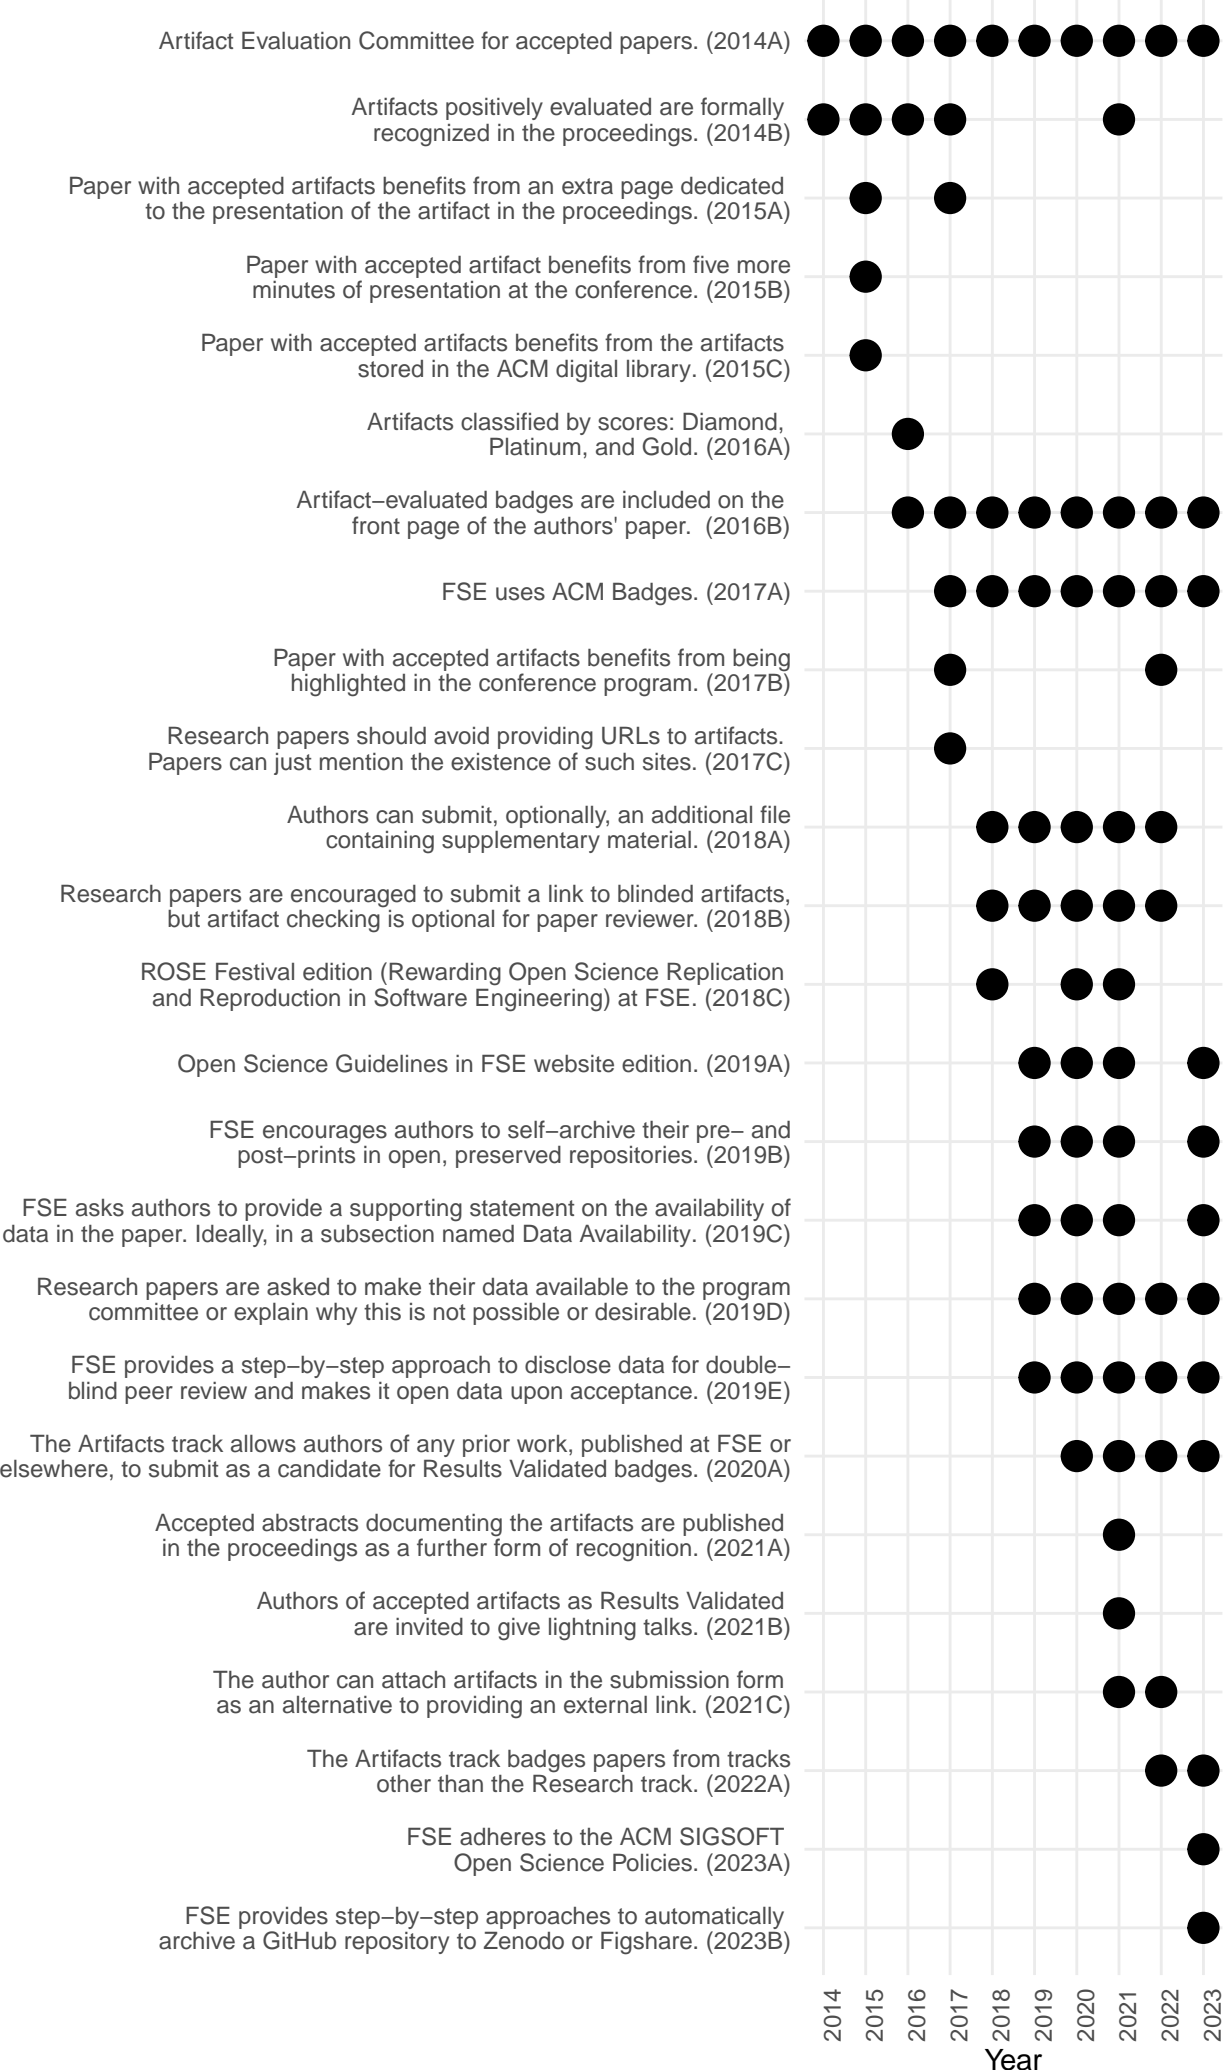 Artifact Evaluation Committee for accepted papers. (2014A)
Artifacts positively evaluated are formally
recognized in the proceedings. (2014B)
Paper with accepted artifacts benefits from an extra page dedicated
to the presentation of the artifact in the proceedings. (2015A)
Paper with accepted artifact benefits from five more
minutes of presentation at the conference. (2015B)
Paper with accepted artifacts benefits from the artifacts
stored in the ACM digital library. (2015C)
Artifacts classified by scores: Diamond,
Platinum, and Gold. (2016A)
Artifact−evaluated badges are included on the
front page of the authors' paper.  (2016B)
FSE uses ACM Badges. (2017A)
Paper with accepted artifacts benefits from being
highlighted in the conference program. (2017B)
Research papers should avoid providing URLs to artifacts.
Papers can just mention the existence of such sites. (2017C)
Authors can submit, optionally, an additional file
containing supplementary material. (2018A)
Research papers are encouraged to submit a link to blinded artifacts,
but artifact checking is optional for paper reviewer. (2018B)
ROSE Festival edition (Rewarding Open Science Replication
and Reproduction in Software Engineering) at FSE. (2018C)
Open Science Guidelines in FSE website edition. (2019A)
FSE encourages authors to self−archive their pre− and
post−prints in open, preserved repositories. (2019B)
FSE asks authors to provide a supporting statement on the availability of
data in the paper. Ideally, in a subsection named Data Availability. (2019C)
Research papers are asked to make their data available to the program
committee or explain why this is not possible or desirable. (2019D)
FSE provides a step−by−step approach to disclose data for double−
blind peer review and makes it open data upon acceptance. (2019E)
The Artifacts track allows authors of any prior work, published at FSE or
elsewhere, to submit as a candidate for Results Validated badges. (2020A)
Accepted abstracts documenting the artifacts are published
in the proceedings as a further form of recognition. (2021A)
Authors of accepted artifacts as Results Validated
are invited to give lightning talks. (2021B)
The author can attach artifacts in the submission form
as an alternative to providing an external link. (2021C)
The Artifacts track badges papers from tracks
other than the Research track. (2022A)
FSE adheres to the ACM SIGSOFT
Open Science Policies. (2023A)
FSE provides step−by−step approaches to automatically
archive a GitHub repository to Zenodo or Figshare. (2023B)
2014
2015
2016
2017
2018
2019
2020
2021
2022
2023
Year